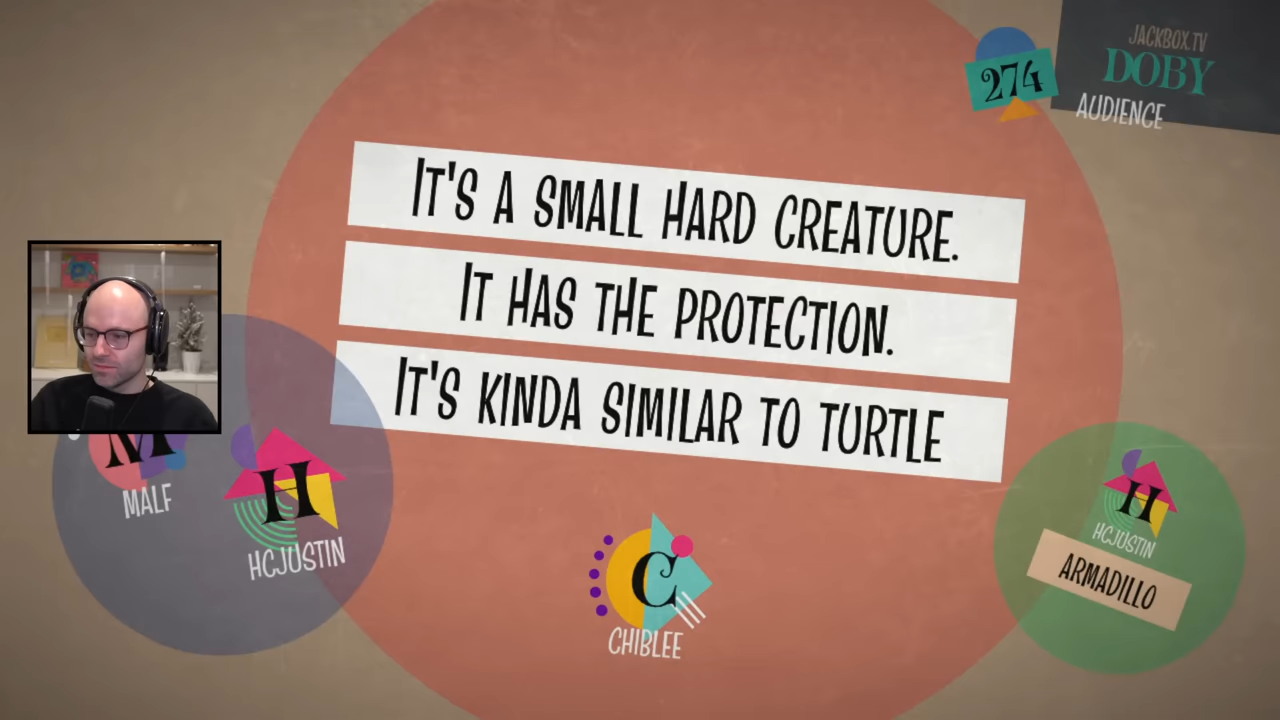 JACKBOX.TV
DOBY
274
AUDIENCE
IT'S A SMALL HARD CREATURE.
IT HAS THE PROTECTION.
IT'S KINDA SIMILAR TO TURTLE
M
MALF
H
HCJUSTIN
C
CHIBLEE
H
HCJUSTIN
ARMADILLO